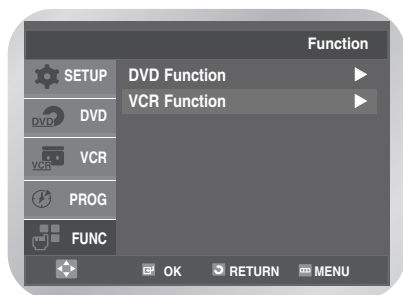 Function
SETUP
DVD Function
VCR Function
DVD DVD
VCR VCR
PROG
FUNC
OK RETURN MENU